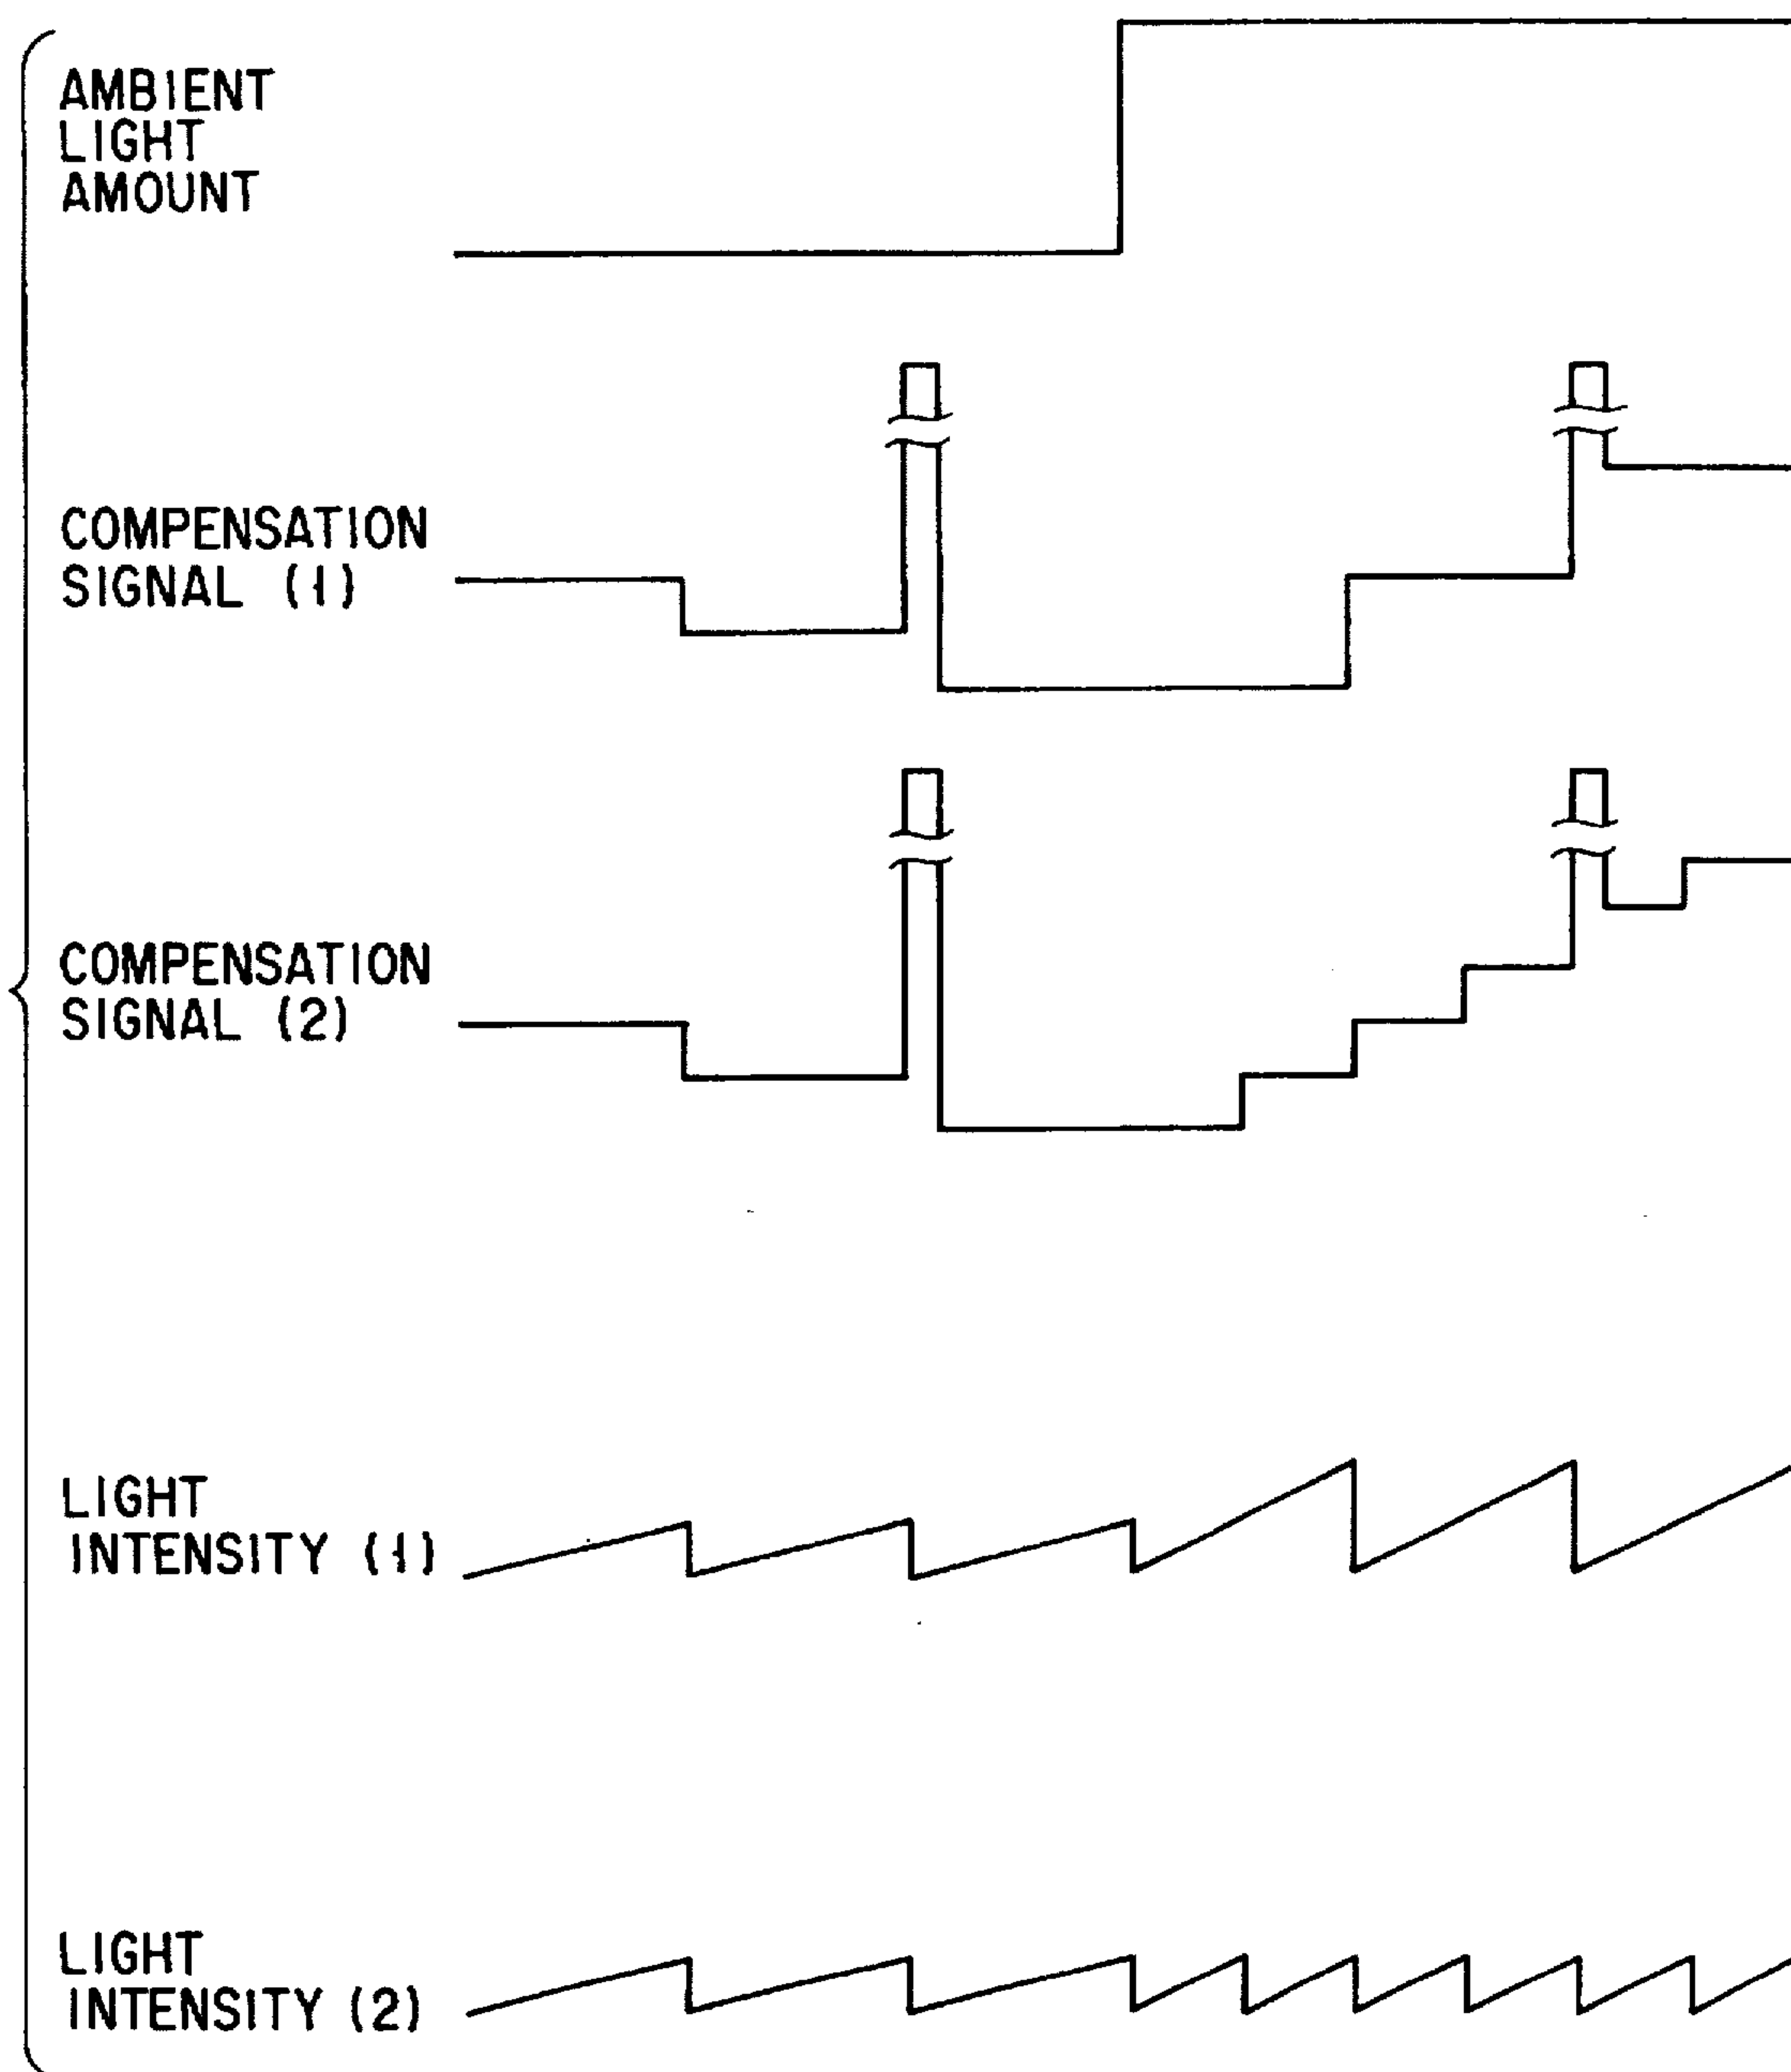 AMBIENT
LIGHT
AMOUNT
COMPENSATION
SIGNAL (1)
COMPENSATION
SIGNAL (2)
LIGHT
INTENSITY (1)
LIGHT
INTENSITY (2)